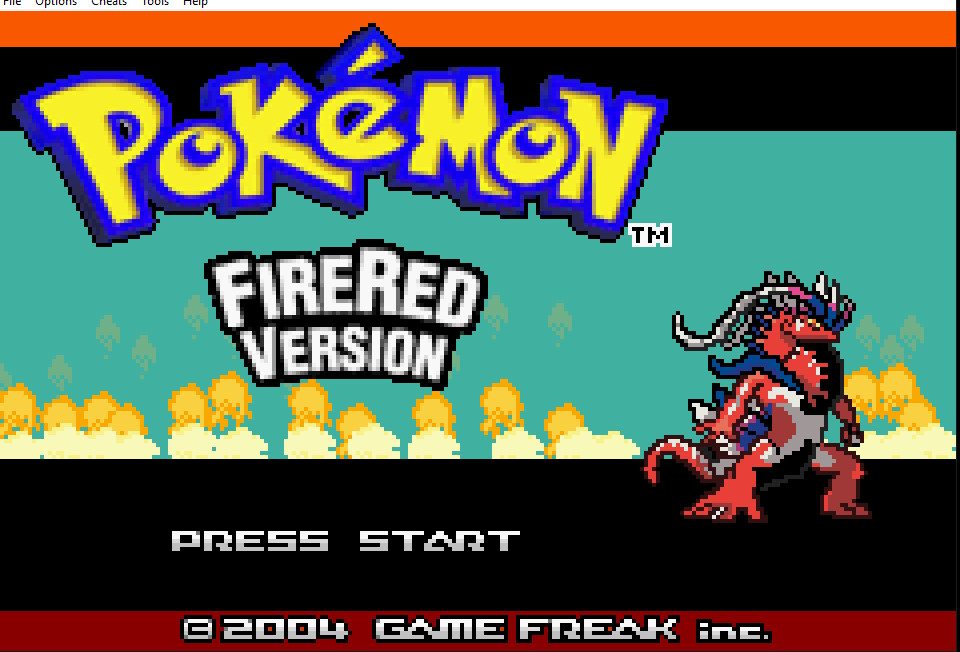 File Options Cheats Tools Help
POKéMON
TM
FIRERED
VERSION
PRESS START
© 2004 GAME FREAK inc.